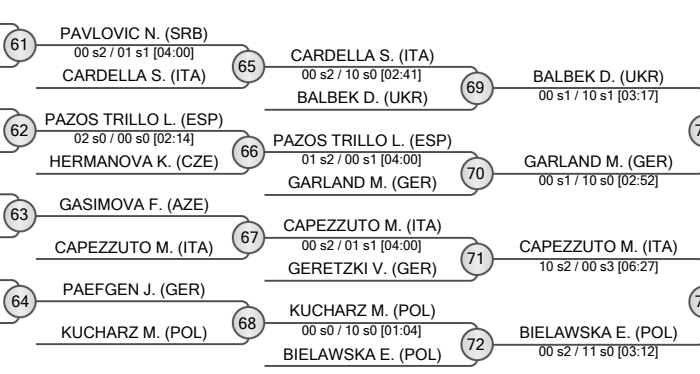 61
PAVLOVIC N. (SRB)
00 s2 / 01 s1 [04:00]
CARDELLA S. (ITA)
62
PAZOS TRILLO L. (ESP)
02 s0 / 00 s0 [02:14]
HERMANOVA K. (CZE)
63
GASIMOVA F. (AZE)
CAPEZZUTO M. (ITA)
64
PAEFGEN J. (GER)
KUCHARZ M. (POL)
65
CARDELLA S. (ITA)
00 s2 / 10 s0 [02:41]
BALBEK D. (UKR)
66
PAZOS TRILLO L. (ESP)
01 s2 / 00 s1 [04:00]
GARLAND M. (GER)
67
CAPEZZUTO M. (ITA)
00 s2 / 01 s1 [04:00]
GERETZKI V. (GER)
68
KUCHARZ M. (POL)
00 s0 / 10 s0 [01:04]
BIELAWSKA E. (POL)
69
BALBEK D. (UKR)
00 s1 / 10 s1 [03:17]
70
GARLAND M. (GER)
00 s1 / 10 s0 [02:52]
71
CAPEZZUTO M. (ITA)
10 s2 / 00 s3 [06:27]
72
BIELAWSKA E. (POL)
00 s2 / 11 s0 [03:12]